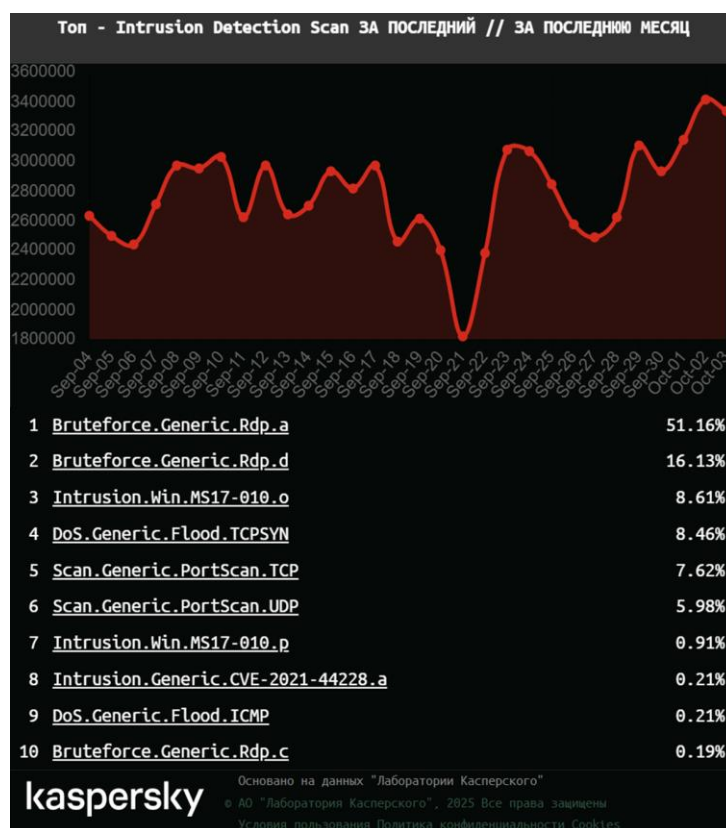 Топ - Intrusion Detection Scan ЗА ПОСЛЕДНИЙ // ЗА ПОСЛЕДНЮЮ МЕСЯЦ
3600000
3400000
3200000
3000000
2800000
2600000
2400000
2200000
2000000
1800000
Sep-04 Sep-05 Sep-06 Sep-07 Sep-08 Sep-09 Sep-10 Sep-11 Sep-12 Sep-13 Sep-14 Sep-15 Sep-16 Sep-17 Sep-18 Sep-19 Sep-20 Sep-21 Sep-22 Sep-23 Sep-24 Sep-25 Sep-26 Sep-27 Sep-28 Sep-29 Sep-30 Oct-01 Oct-02 Oct-03
1 Bruteforce.Generic.Rdp.a 51.16%
2 Bruteforce.Generic.Rdp.d 16.13%
3 Intrusion.Win.MS17-010.o 8.61%
4 DoS.Generic.Flood.TCPSYN 8.46%
5 Scan.Generic.PortScan.TCP 7.62%
6 Scan.Generic.PortScan.UDP 5.98%
7 Intrusion.Win.MS17-010.p 0.91%
8 Intrusion.Generic.CVE-2021-44228.a 0.21%
9 DoS.Generic.Flood.ICMP 0.21%
10 Bruteforce.Generic.Rdp.c 0.19%
kaspersky
Основано на данных "Лаборатории Касперского"
© АО "Лаборатория Касперского", 2025 Все права защищены
Условия пользования Политика конфиденциальности Cookies